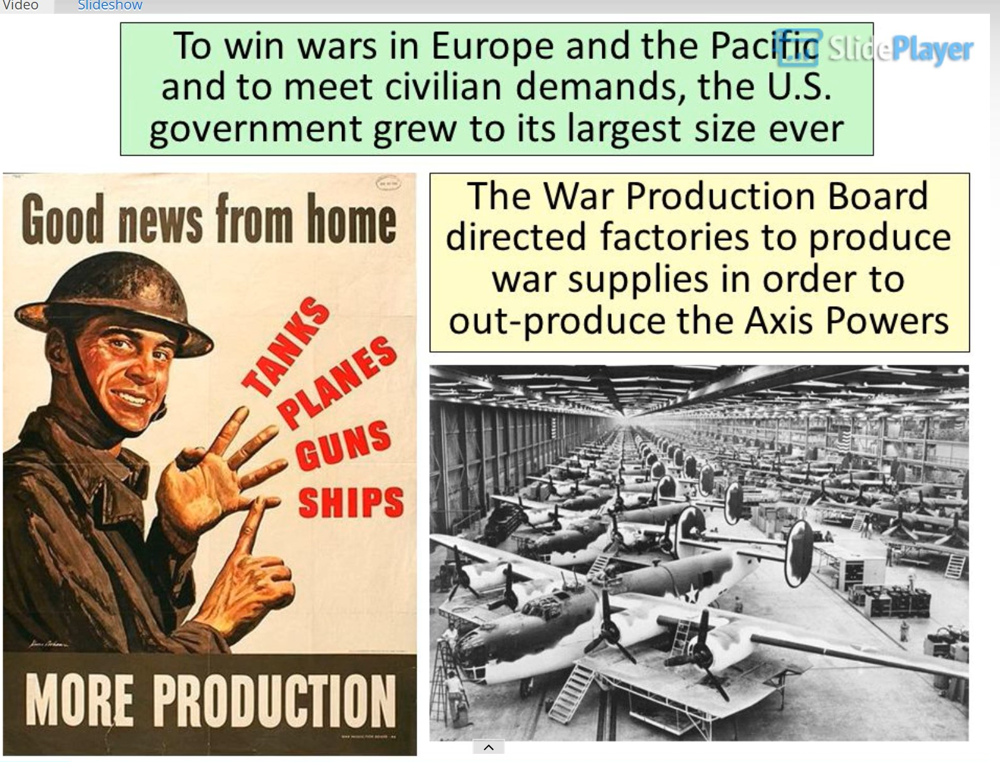 Video
Slideshow
To win wars in Europe and the Pacific
SlidePlayer
and to meet civilian demands, the U.S.
government grew to its largest size ever
Good news from home
TANKS
PLANES
GUNS
SHIPS
MORE PRODUCTION
The War Production Board
directed factories to produce
war supplies in order to
out-produce the Axis Powers